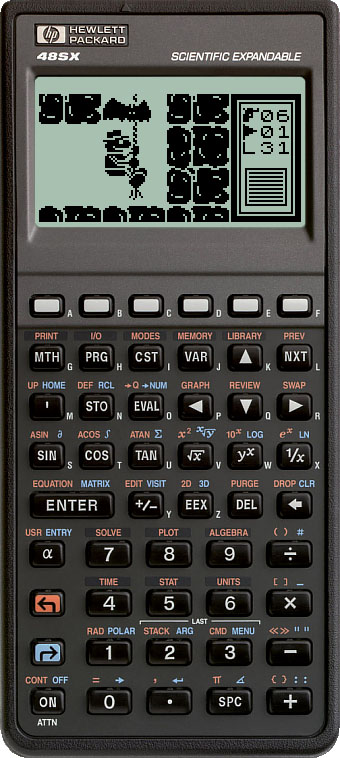 hp HEWLETT
PACKARD
48SX SCIENTIFIC EXPANDABLE
06
01
31
A B C D E F
PRINT I/O MODES MEMORY LIBRARY PREV
MTH G PRG H CST I VAR J ▲ K NXT L
UP HOME DEF RCL →Q →NUM GRAPH REVIEW SWAP
' M STO N EVAL O ◀ P ▼ Q ▶ R
ASIN ∂ ACOS ∫ ATAN Σ x² ˣ√y 10ˣ LOG eˣ LN
SIN S COS T TAN U √x V yˣ W 1/x X
EQUATION MATRIX EDIT VISIT 2D 3D PURGE DROP CLR
ENTER +/− Y EEX Z DEL ←
USR ENTRY SOLVE PLOT ALGEBRA ( ) #
α 7 8 9 ÷
TIME STAT UNITS [ ] _
↰ 4 5 6 ×
LAST
RAD POLAR STACK ARG CMD MENU «» " "
↱ 1 2 3 −
CONT OFF = → , ↵ π ∡ { } : :
ON 0 . SPC +
ATTN